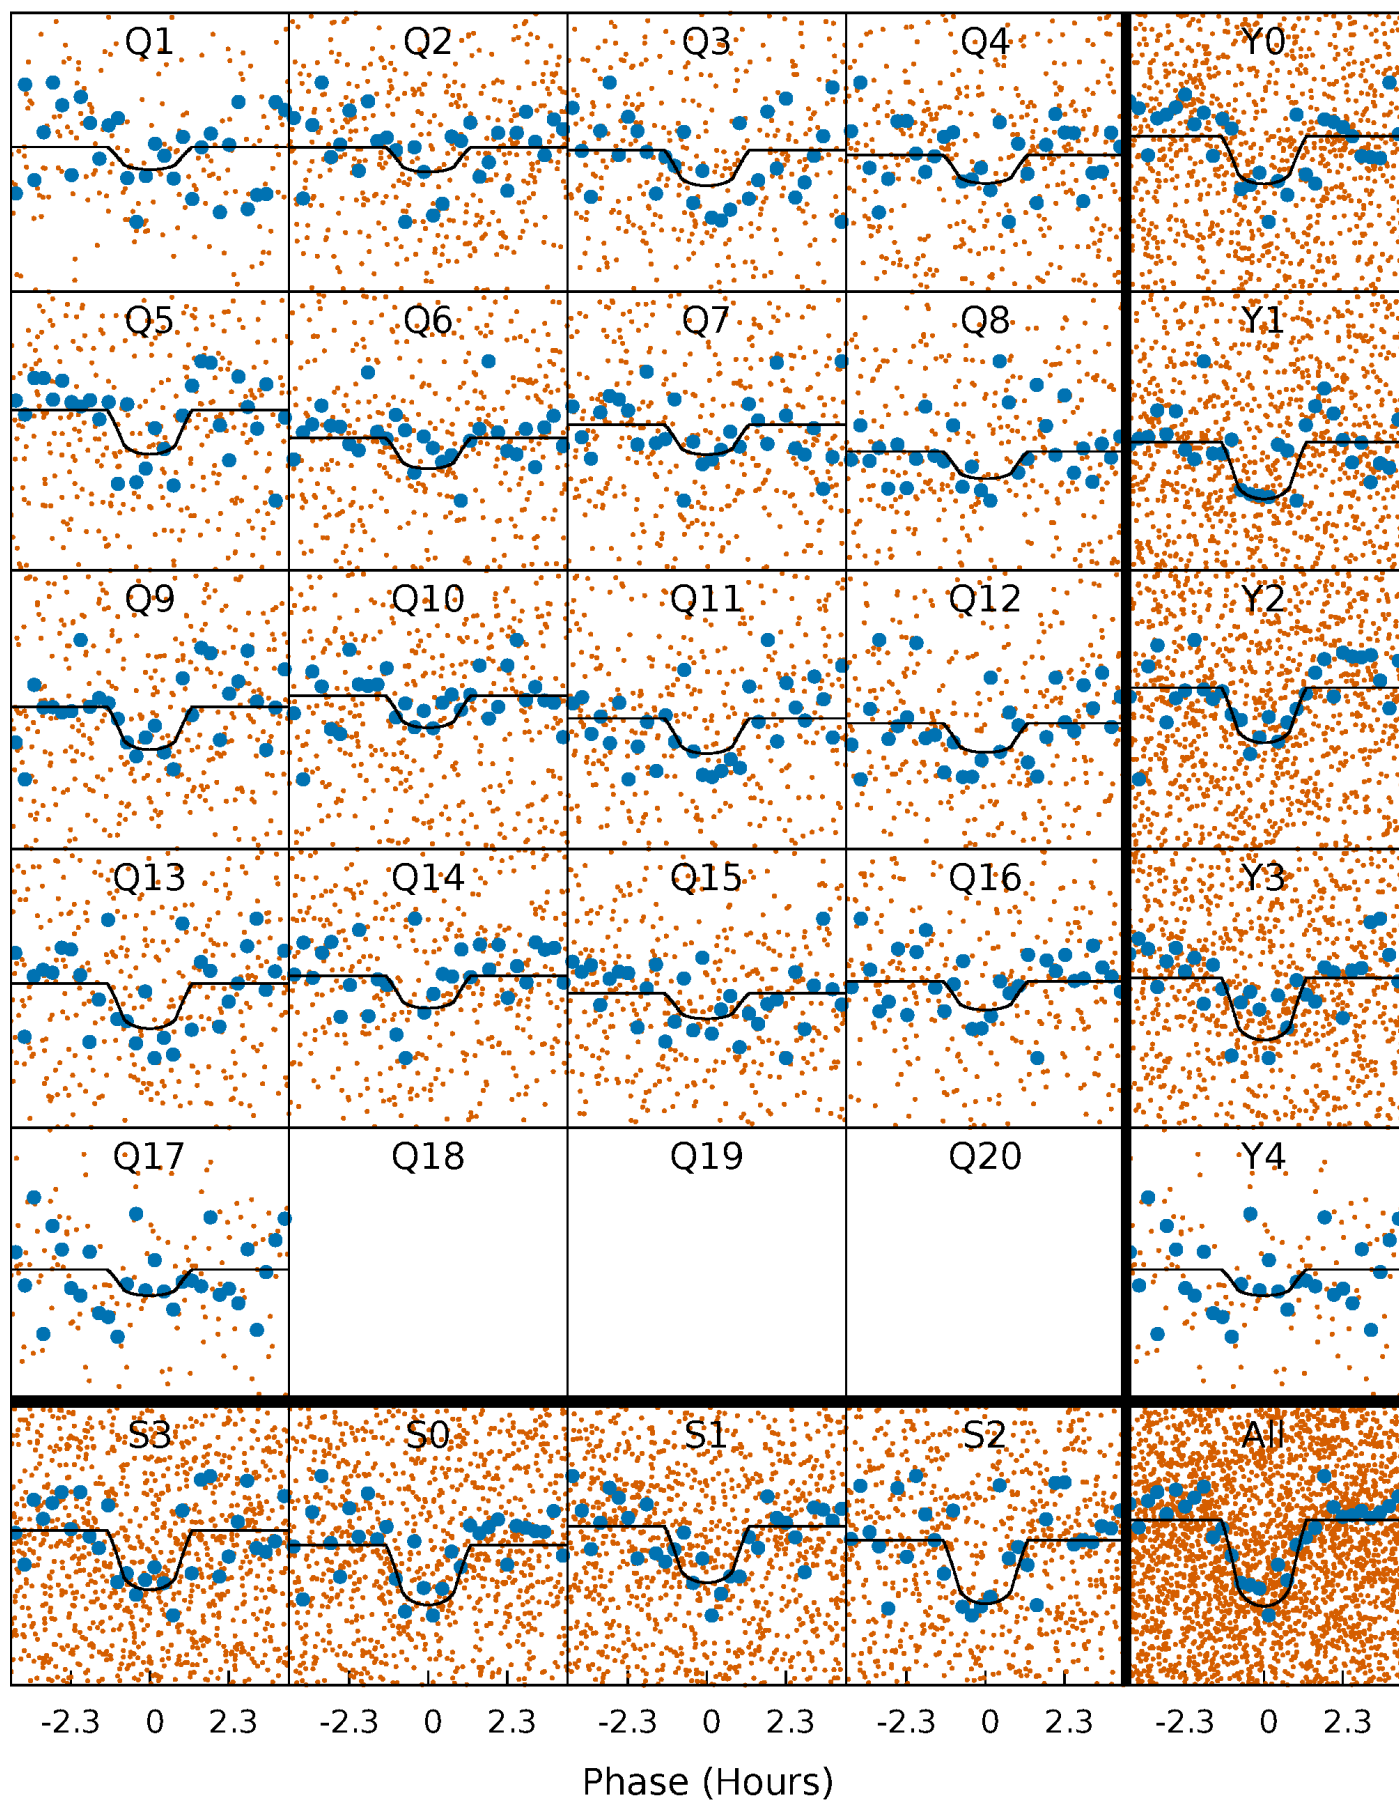 Q1 Q2 Q3 Q4 Y0
Q5 Q6 Q7 Q8 Y1
Q9 Q10 Q11 Q12 Y2
Q13 Q14 Q15 Q16 Y3
Q17 Q18 Q19 Q20 Y4
S3 S0 S1 S2 All
-2.3 0 2.3 -2.3 0 2.3 -2.3 0 2.3 -2.3 0 2.3 -2.3 0 2.3
Phase (Hours)